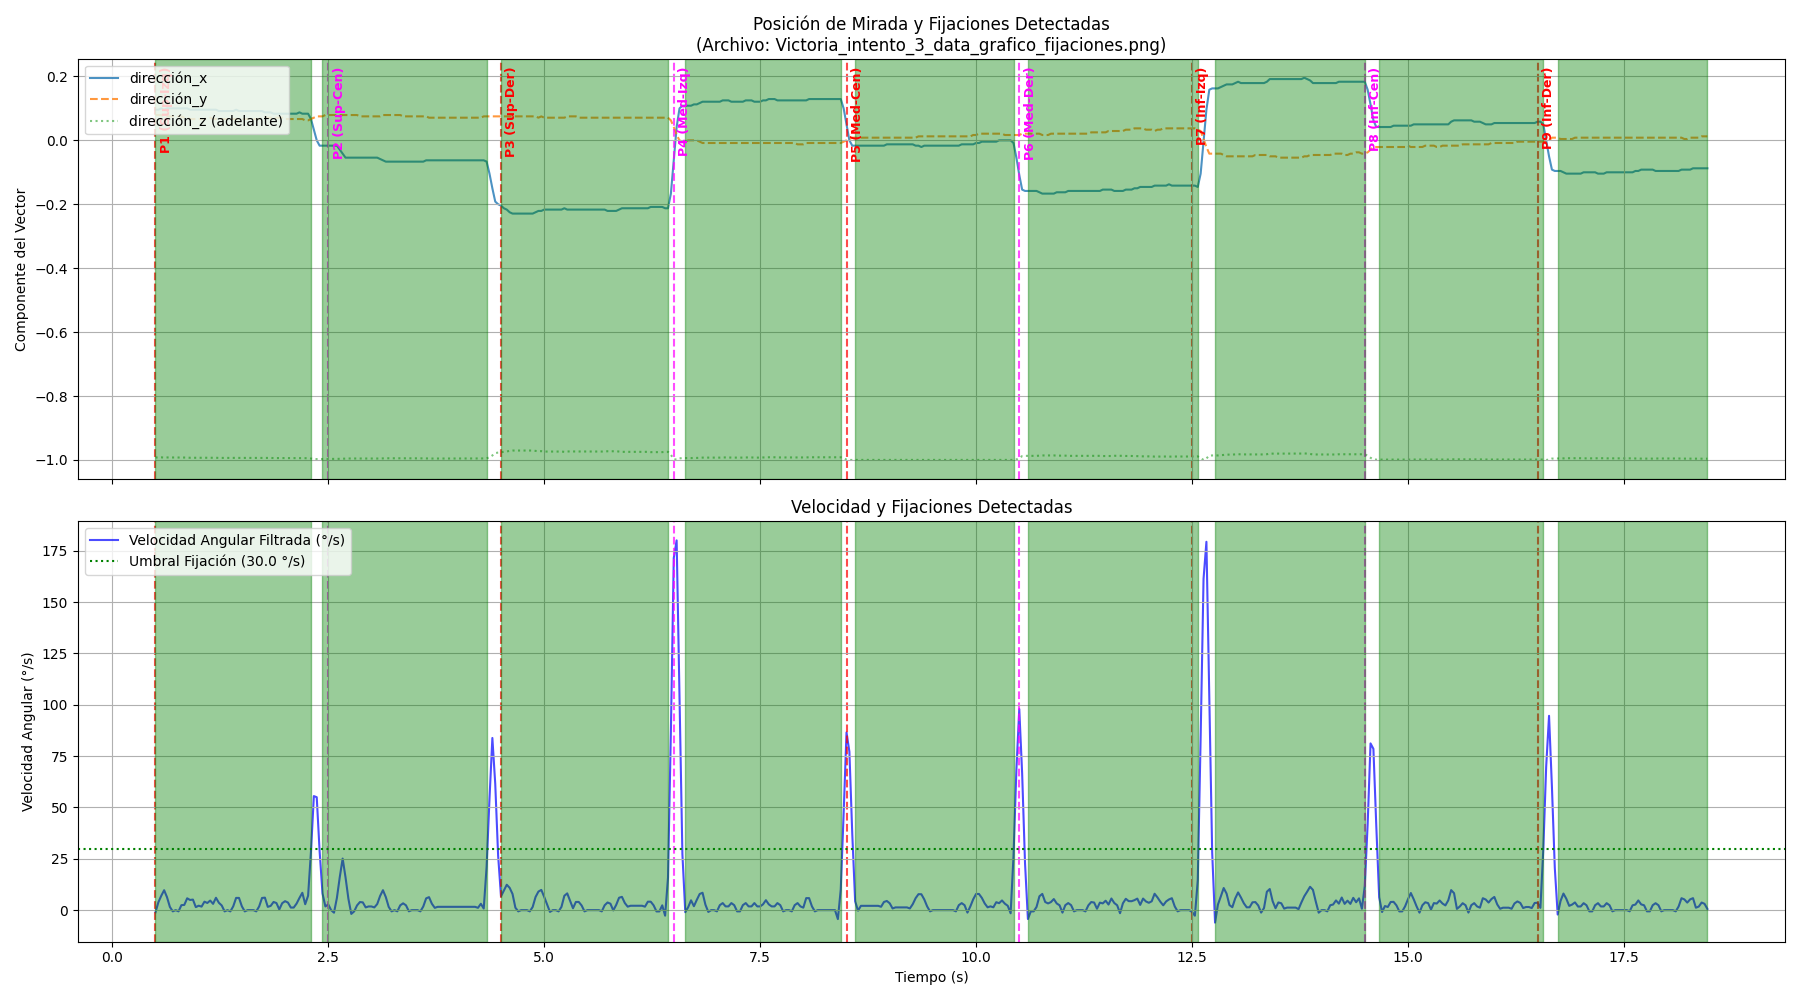 Posición de Mirada y Fijaciones Detectadas
(Archivo: Victoria_intento_3_data_grafico_fijaciones.png)
Componente del Vector
0.2
0.0
−0.2
−0.4
−0.6
−0.8
−1.0
dirección_x
dirección_y
dirección_z (adelante)
P1 (Sup-Izq)
P2 (Sup-Cen)
P3 (Sup-Der)
P4 (Med-Izq)
P5 (Med-Cen)
P6 (Med-Der)
P7 (Inf-Izq)
P8 (Inf-Cen)
P9 (Inf-Der)
Velocidad y Fijaciones Detectadas
Velocidad Angular (°/s)
175
150
125
100
75
50
25
0
Velocidad Angular Filtrada (°/s)
Umbral Fijación (30.0 °/s)
0.0
2.5
5.0
7.5
10.0
12.5
15.0
17.5
Tiempo (s)